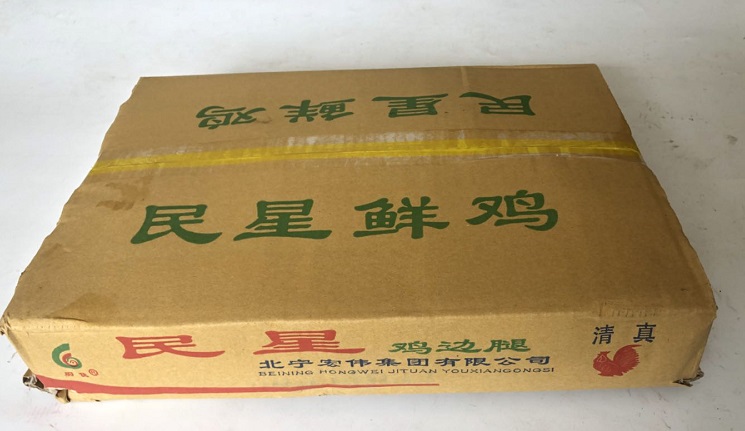 民星鲜鸡
民星鲜鸡
民星 鸡边腿
北宁宏伟集团有限公司
BEINING HONGWEI JITUAN YOUXIANGONGSI
清真